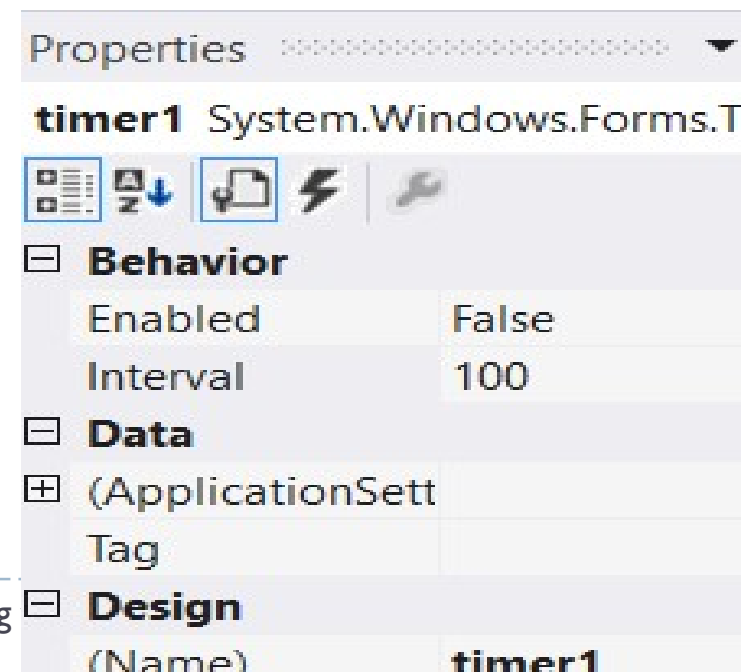 Properties
timer1 System.Windows.Forms.T
Behavior
Enabled False
Interval 100
Data
(ApplicationSett
Tag
g
Design
(Name) timer1